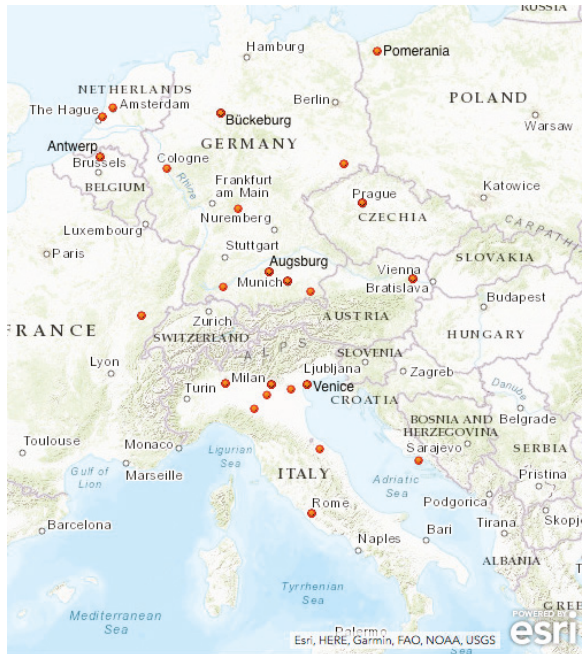 RUSSIA
Hamburg
Pomerania
NETHERLANDS
The Hague
Amsterdam
Berlin
POLAND
Bückeburg
Warsaw
Antwerp
GERMANY
Brussels
Cologne
BELGIUM
Rhine
Frankfurt
am Main
Prague
Katowice
Nuremberg
CZECHIA
CARPATHIAN
Luxembourg
Paris
Stuttgart
Augsburg
SLOVAKIA
Munich
Vienna
Bratislava
Budapest
FRANCE
Zurich
AUSTRIA
SWITZERLAND
HUNGARY
ALPS
SLOVENIA
Lyon
Ljubljana
Zagreb
Turin
Milan
Venice
CROATIA
Danube
BOSNIA AND
HERZEGOVINA
Belgrade
Toulouse
Monaco
Ligurian
Sea
Sarajevo
SERBIA
Gulf of
Lion
Marseille
ITALY
Adriatic
Sea
Pristina
Podgorica
Rome
Skopj
Barcelona
Bari
Tirana
Naples
ALBANIA
T
Tyrrhenian
Sea
GREE
Mediterranean
Sea
Palermo
POWERED BY
esri
Esri, HERE, Garmin, FAO, NOAA, USGS